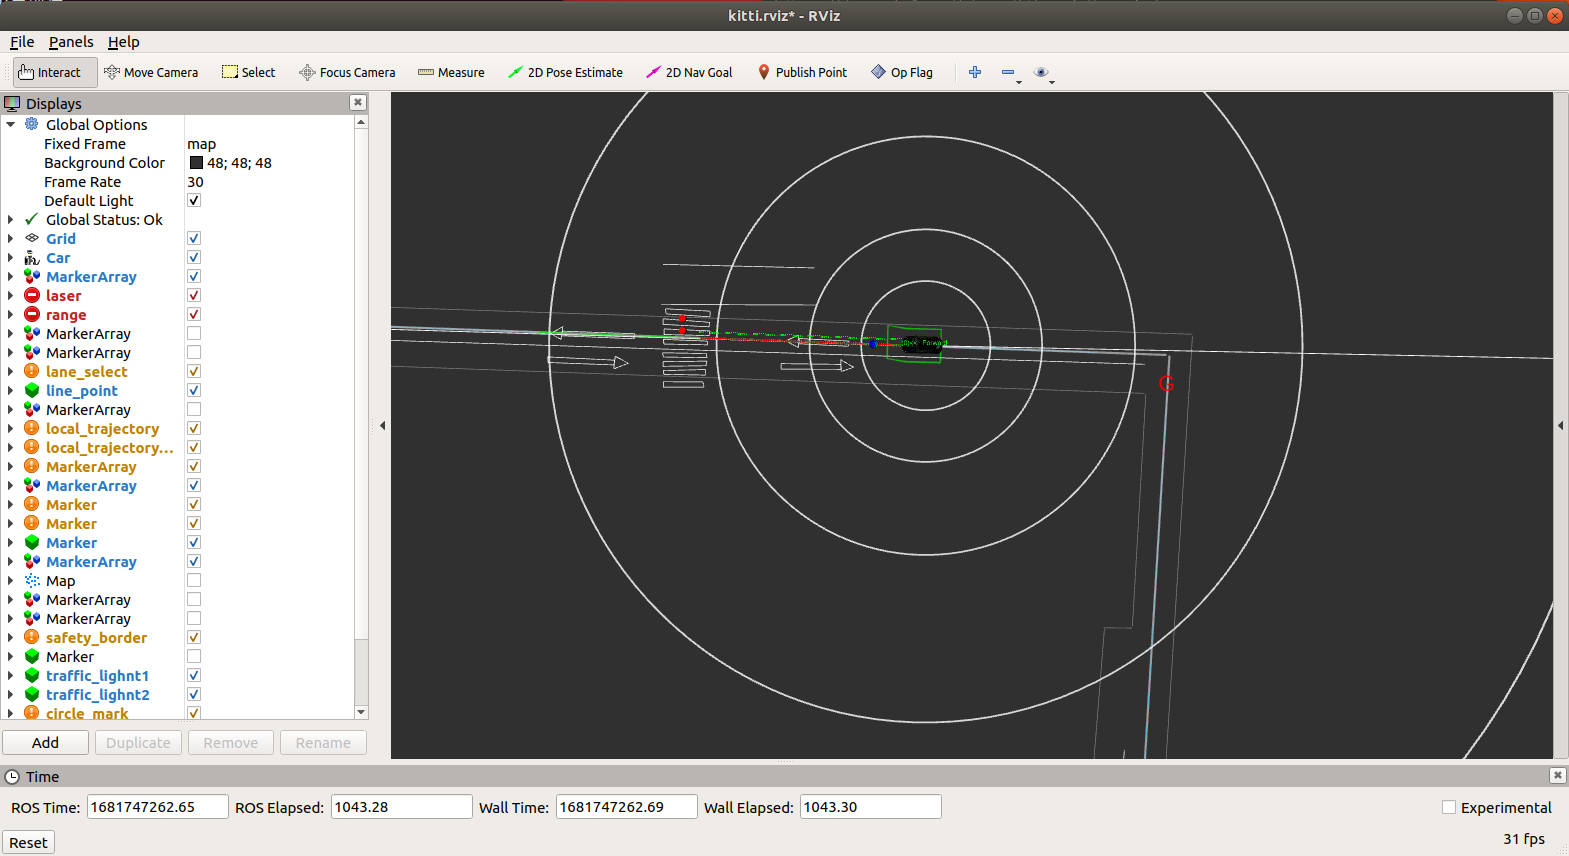 kitti.rviz* - RViz
File Panels Help
Interact Move Camera Select Focus Camera Measure 2D Pose Estimate 2D Nav Goal Publish Point Op Flag
Displays
Global Options
Fixed Frame map
Background Color 48; 48; 48
Frame Rate 30
Default Light
Global Status: Ok
Grid
Car
MarkerArray
laser
range
MarkerArray
MarkerArray
lane_select
line_point
MarkerArray
local_trajectory
local_trajectory...
MarkerArray
MarkerArray
Marker
Marker
Marker
MarkerArray
Map
MarkerArray
MarkerArray
safety_border
Marker
traffic_lighnt1
traffic_lighnt2
circle_mark
Forward
G
Add Duplicate Remove Rename
Time
ROS Time: 1681747262.65 ROS Elapsed: 1043.28 Wall Time: 1681747262.69 Wall Elapsed: 1043.30 Experimental
Reset 31 fps